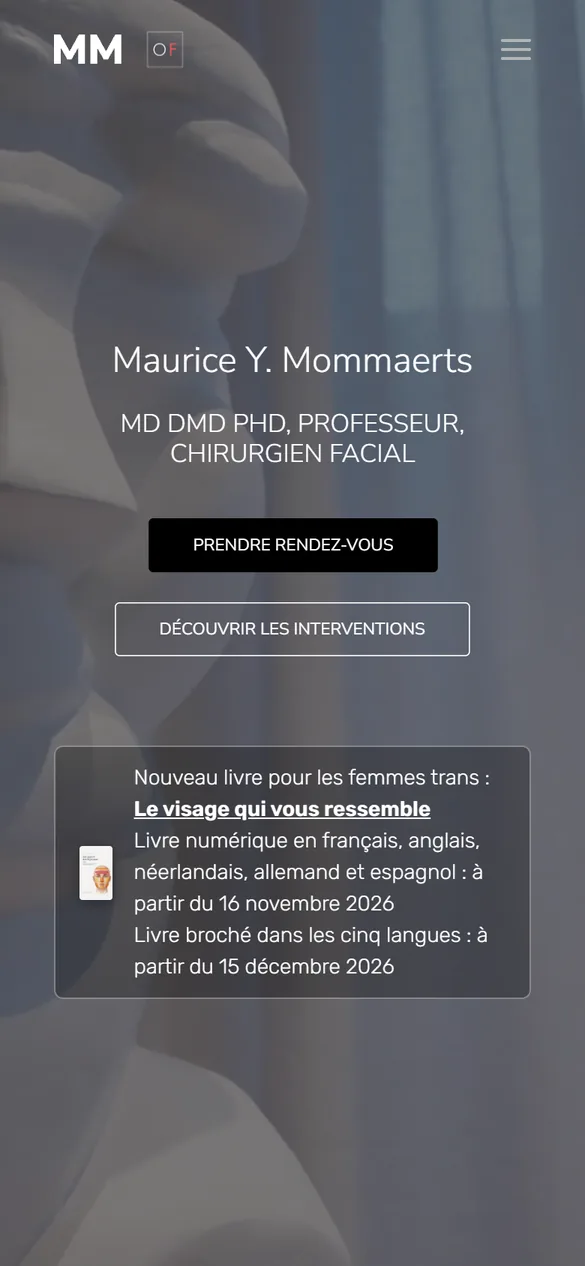 MM OF
Maurice Y. Mommaerts
MD DMD PHD, PROFESSEUR,
CHIRURGIEN FACIAL
PRENDRE RENDEZ-VOUS
DÉCOUVRIR LES INTERVENTIONS
Nouveau livre pour les femmes trans :
Le visage qui vous ressemble
Livre numérique en français, anglais,
néerlandais, allemand et espagnol : à
partir du 16 novembre 2026
Livre broché dans les cinq langues : à
partir du 15 décembre 2026